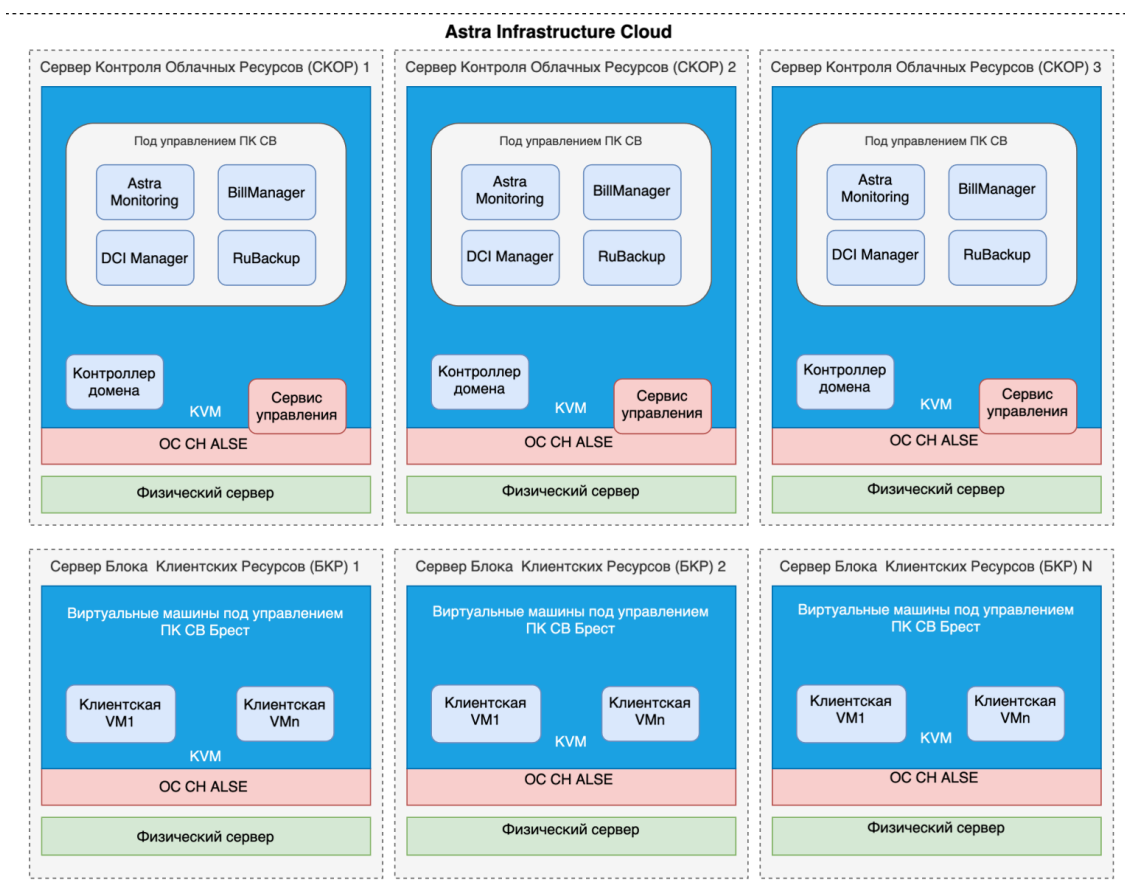 Astra Infrastructure Cloud
Сервер Контроля Облачных Ресурсов (СКОР) 1
Под управлением ПК СВ
Astra
Monitoring
BillManager
DCI Manager
RuBackup
Контроллер
домена
KVM
Сервис
управления
ОС СН ALSE
Физический сервер
Сервер Контроля Облачных Ресурсов (СКОР) 2
Под управлением ПК СВ
Astra
Monitoring
BillManager
DCI Manager
RuBackup
Контроллер
домена
KVM
Сервис
управления
ОС СН ALSE
Физический сервер
Сервер Контроля Облачных Ресурсов (СКОР) 3
Под управлением ПК СВ
Astra
Monitoring
BillManager
DCI Manager
RuBackup
Контроллер
домена
KVM
Сервис
управления
ОС СН ALSE
Физический сервер
Сервер Блока Клиентских Ресурсов (БКР) 1
Виртуальные машины под управлением
ПК СВ Брест
Клиентская
VM1
Клиентская
VMn
KVM
ОС СН ALSE
Физический сервер
Сервер Блока Клиентских Ресурсов (БКР) 2
Виртуальные машины под управлением
ПК СВ Брест
Клиентская
VM1
Клиентская
VMn
KVM
ОС СН ALSE
Физический сервер
Сервер Блока Клиентских Ресурсов (БКР) N
Виртуальные машины под управлением
ПК СВ Брест
Клиентская
VM1
Клиентская
VMn
KVM
ОС СН ALSE
Физический сервер